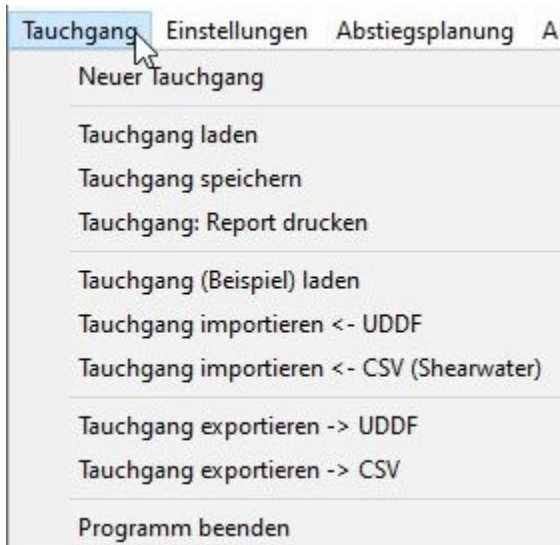 Tauchgang Einstellungen Abstiegsplanung A
Neuer Tauchgang
Tauchgang laden
Tauchgang speichern
Tauchgang: Report drucken
Tauchgang (Beispiel) laden
Tauchgang importieren <- UDDF
Tauchgang importieren <- CSV (Shearwater)
Tauchgang exportieren -> UDDF
Tauchgang exportieren -> CSV
Programm beenden